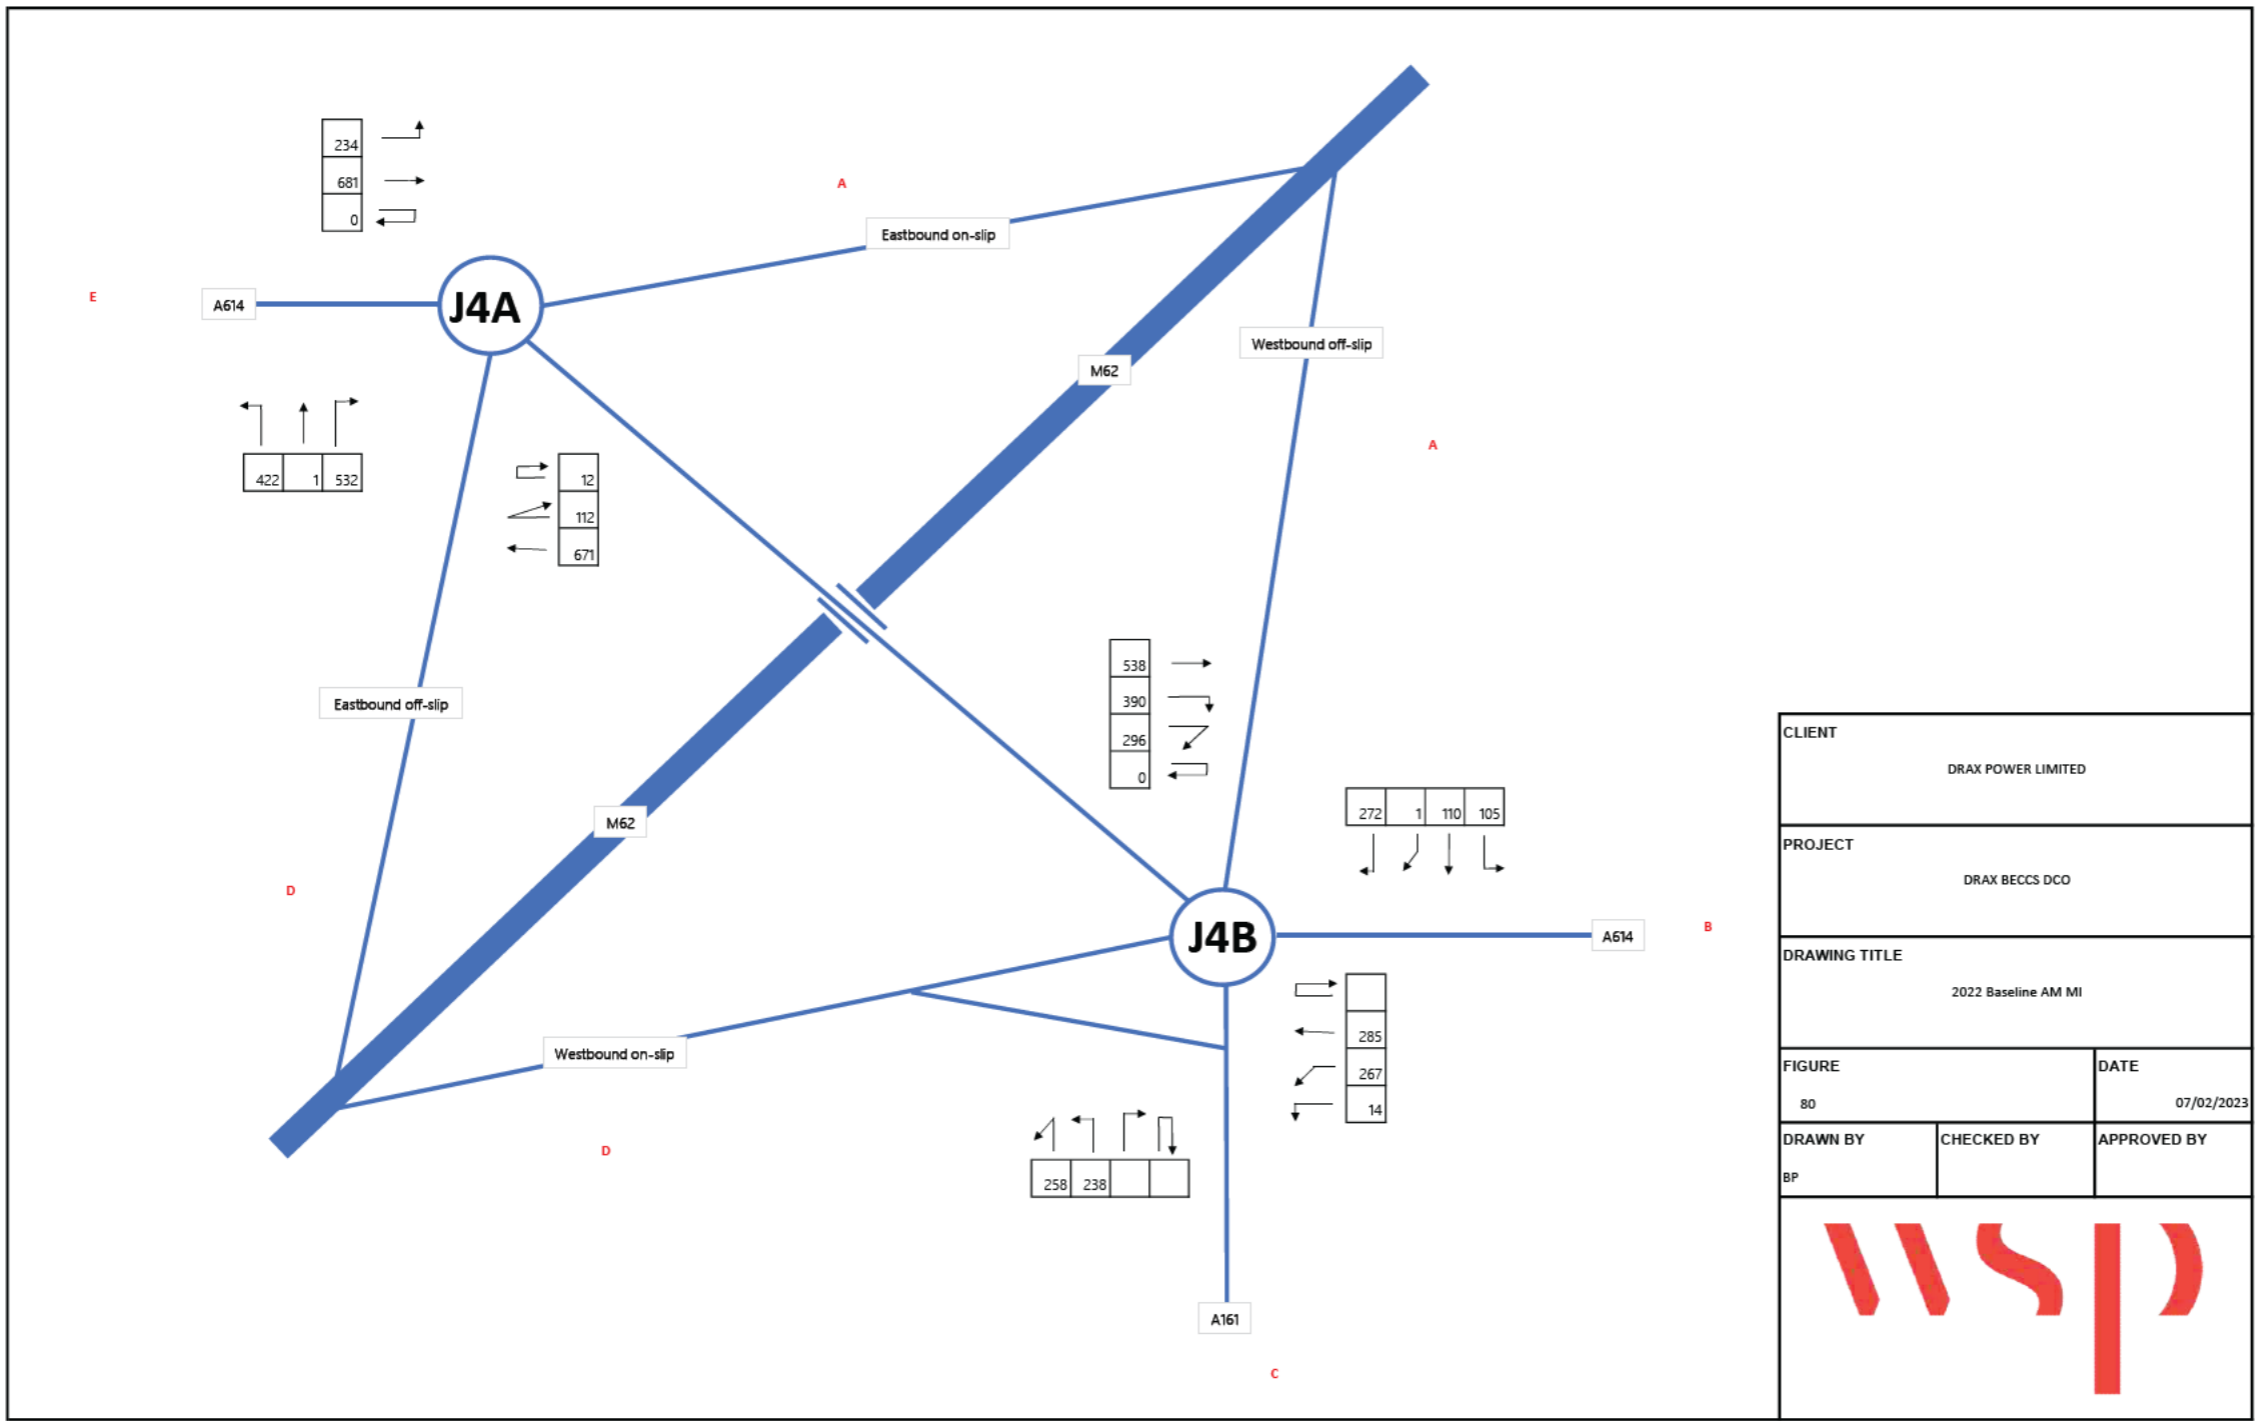 234
681
0
A
Eastbound on-slip
E
A614
J4A
Westbound off-slip
M62
A
422 1 532
12
112
671
538
390
296
0
Eastbound off-slip
272 1 110 105
M62
D
J4B
A614
B
285
267
14
Westbound on-slip
D
258 238
A161
C
CLIENT
DRAX POWER LIMITED
PROJECT
DRAX BECCS DCO
DRAWING TITLE
2022 Baseline AM MI
FIGURE
80
DATE
07/02/2023
DRAWN BY
BP
CHECKED BY
APPROVED BY
wsp